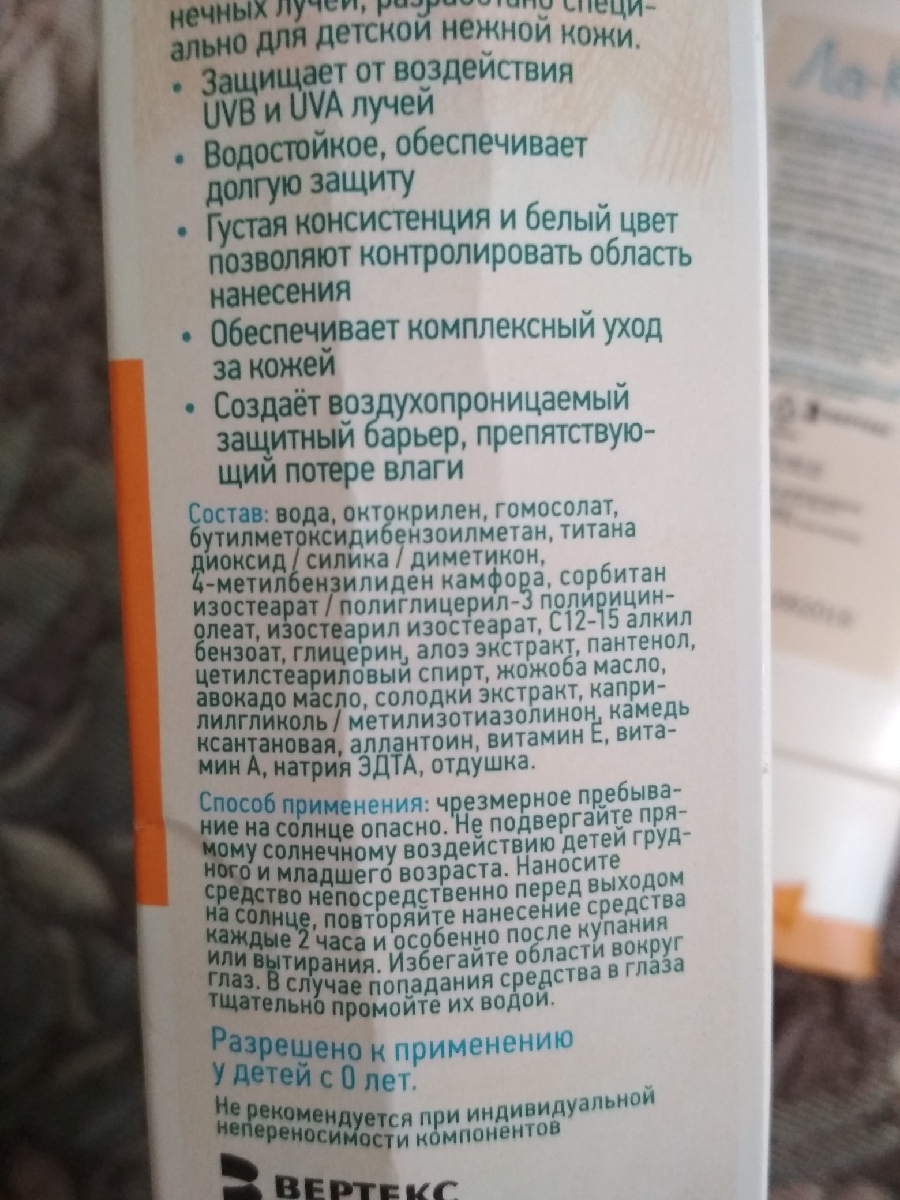 нечных лучей, разработано специ-
ально для детской нежной кожи.
• Защищает от воздействия
UVB и UVA лучей
• Водостойкое, обеспечивает
долгую защиту
• Густая консистенция и белый цвет
позволяют контролировать область
нанесения
• Обеспечивает комплексный уход
за кожей
• Создаёт воздухопроницаемый
защитный барьер, препятствую-
щий потере влаги
Состав: вода, октокрилен, гомосолат,
бутилметоксидибензоилметан, титана
диоксид / силика / диметикон,
4-метилбензилиден камфора, сорбитан
изостеарат / полиглицерил-3 полирицин-
олеат, изостеарил изостеарат, С12-15 алкил
бензоат, глицерин, алоэ экстракт, пантенол,
цетилстеариловый спирт, жожоба масло,
авокадо масло, солодки экстракт, капри-
лилгликоль / метилизотиазолинон, камедь
ксантановая, аллантоин, витамин Е, вита-
мин А, натрия ЭДТА, отдушка.
Способ применения: чрезмерное пребыва-
ние на солнце опасно. Не подвергайте пря-
мому солнечному воздействию детей груд-
ного и младшего возраста. Наносите
средство непосредственно перед выходом
на солнце, повторяйте нанесение средства
каждые 2 часа и особенно после купания
или вытирания. Избегайте области вокруг
глаз. В случае попадания средства в глаза
тщательно промойте их водой.
Разрешено к применению
у детей с 0 лет.
Не рекомендуется при индивидуальной
непереносимости компонентов
ВЕРТЕКС
Ла-К